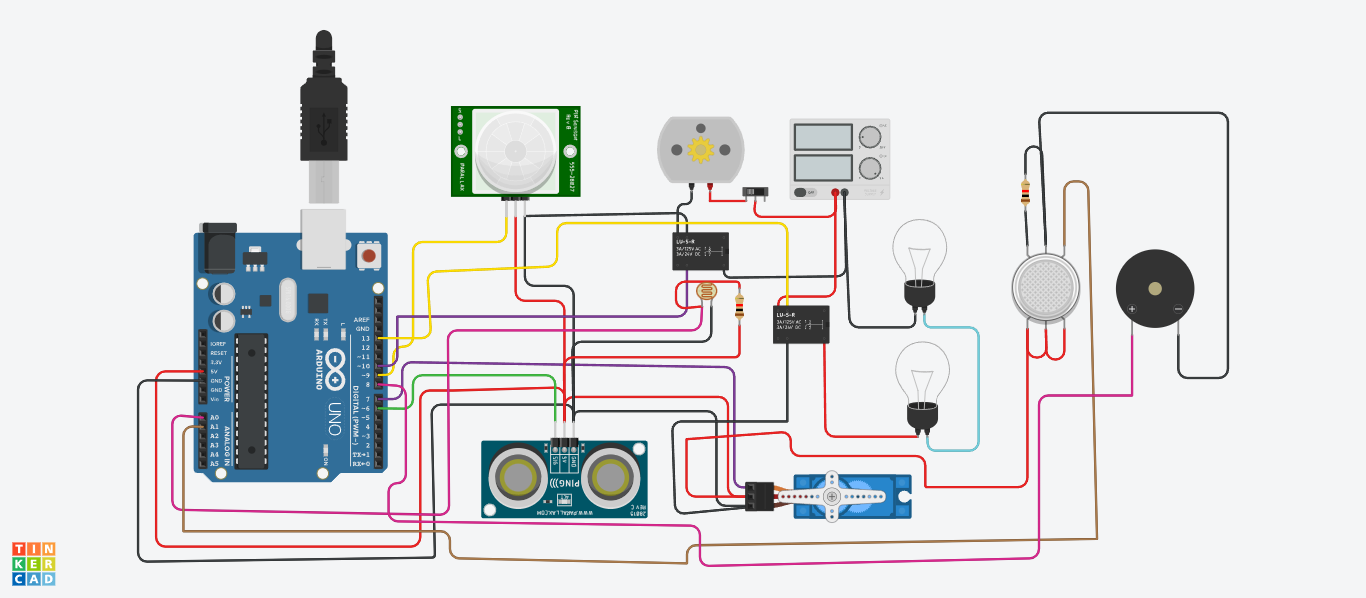 PIR Sensor
Rev B
555-28027
PARALLAX
LU-5-R
3A/125V AC
3A/24V DC
LU-5-R
3A/125V AC
3A/24V DC
AREF
GND
13
12
~11
~10
~9
8
7
~6
~5
4
~3
2
TX→1
RX←0
DIGITAL (PWM~)
IOREF
RESET
3.3V
5V
GND
GND
Vin
POWER
A0
A1
A2
A3
A4
A5
ANALOG IN
RX
TX
L
ON
ARDUINO
UNO
SIG
5V
GND
PING)))
WWW.PARALLAX.COM
28015
REV C
+
−
TIN
KER
CAD